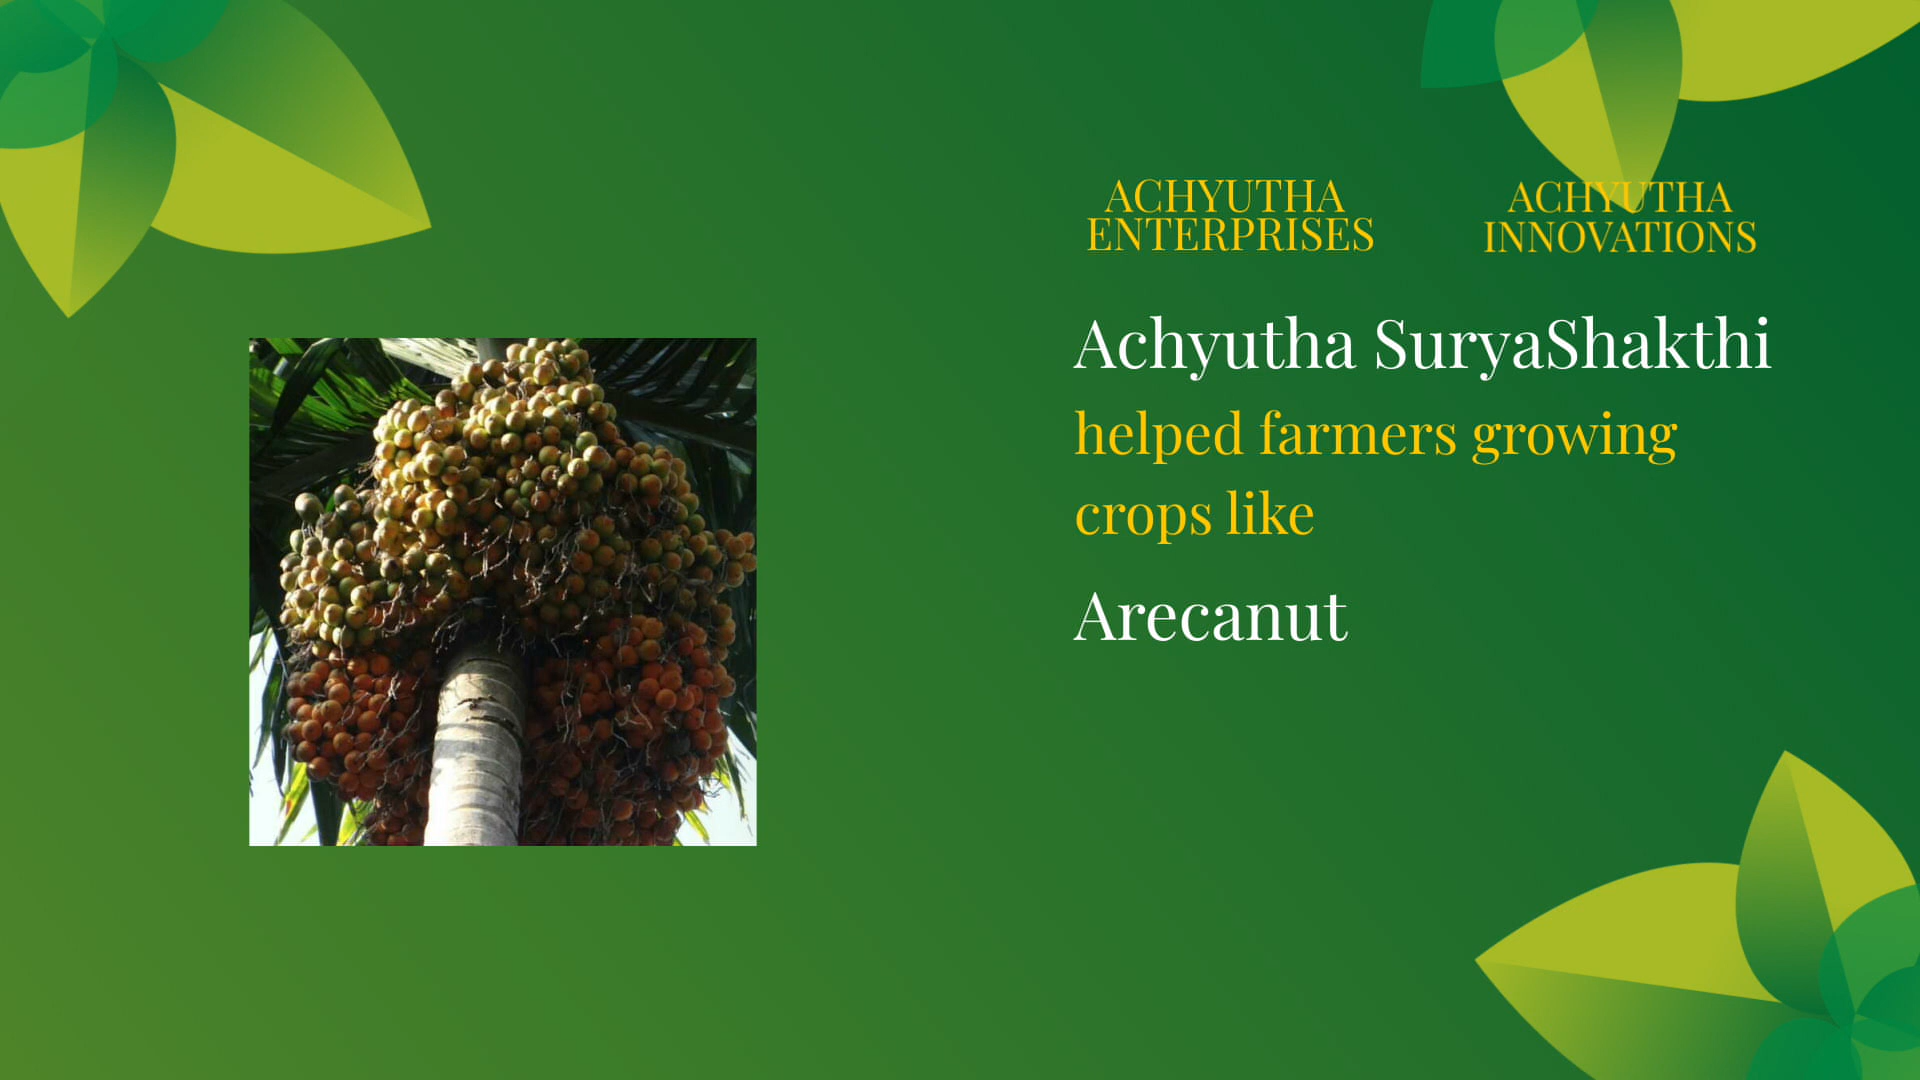 ACHYUTHA
ENTERPRISES
ACHYUTHA
INNOVATIONS
Achyutha SuryaShakthi
helped farmers growing
crops like
Arecanut